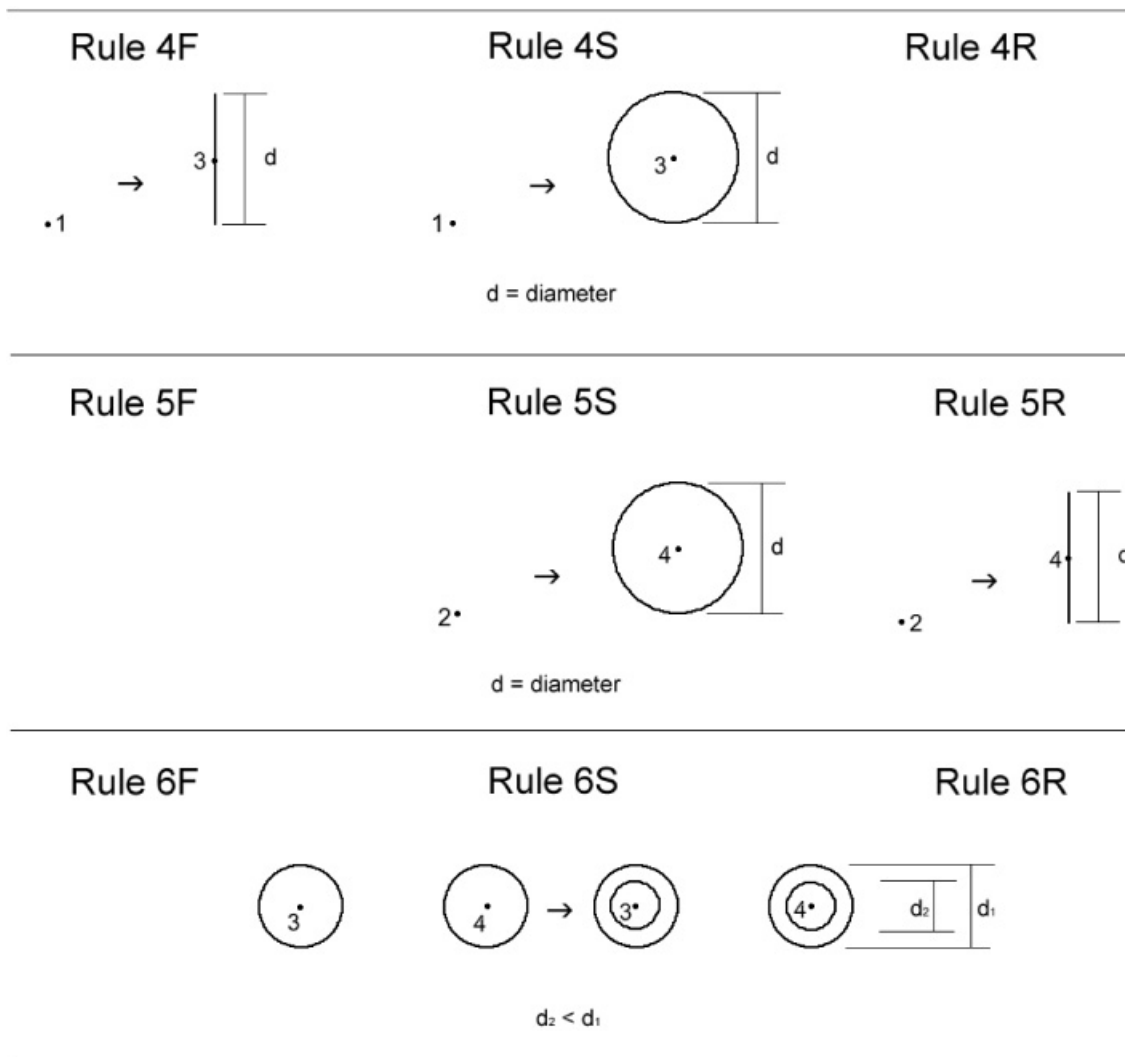 Rule 4F Rule 4S Rule 4R
3 d 3 d
1 → 1 →
d = diameter
Rule 5F Rule 5S Rule 5R
4 d 4
2 → 2 →
d = diameter
Rule 6F Rule 6S Rule 6R
3 4 → 3 4 d₂ d₁
d₂ < d₁